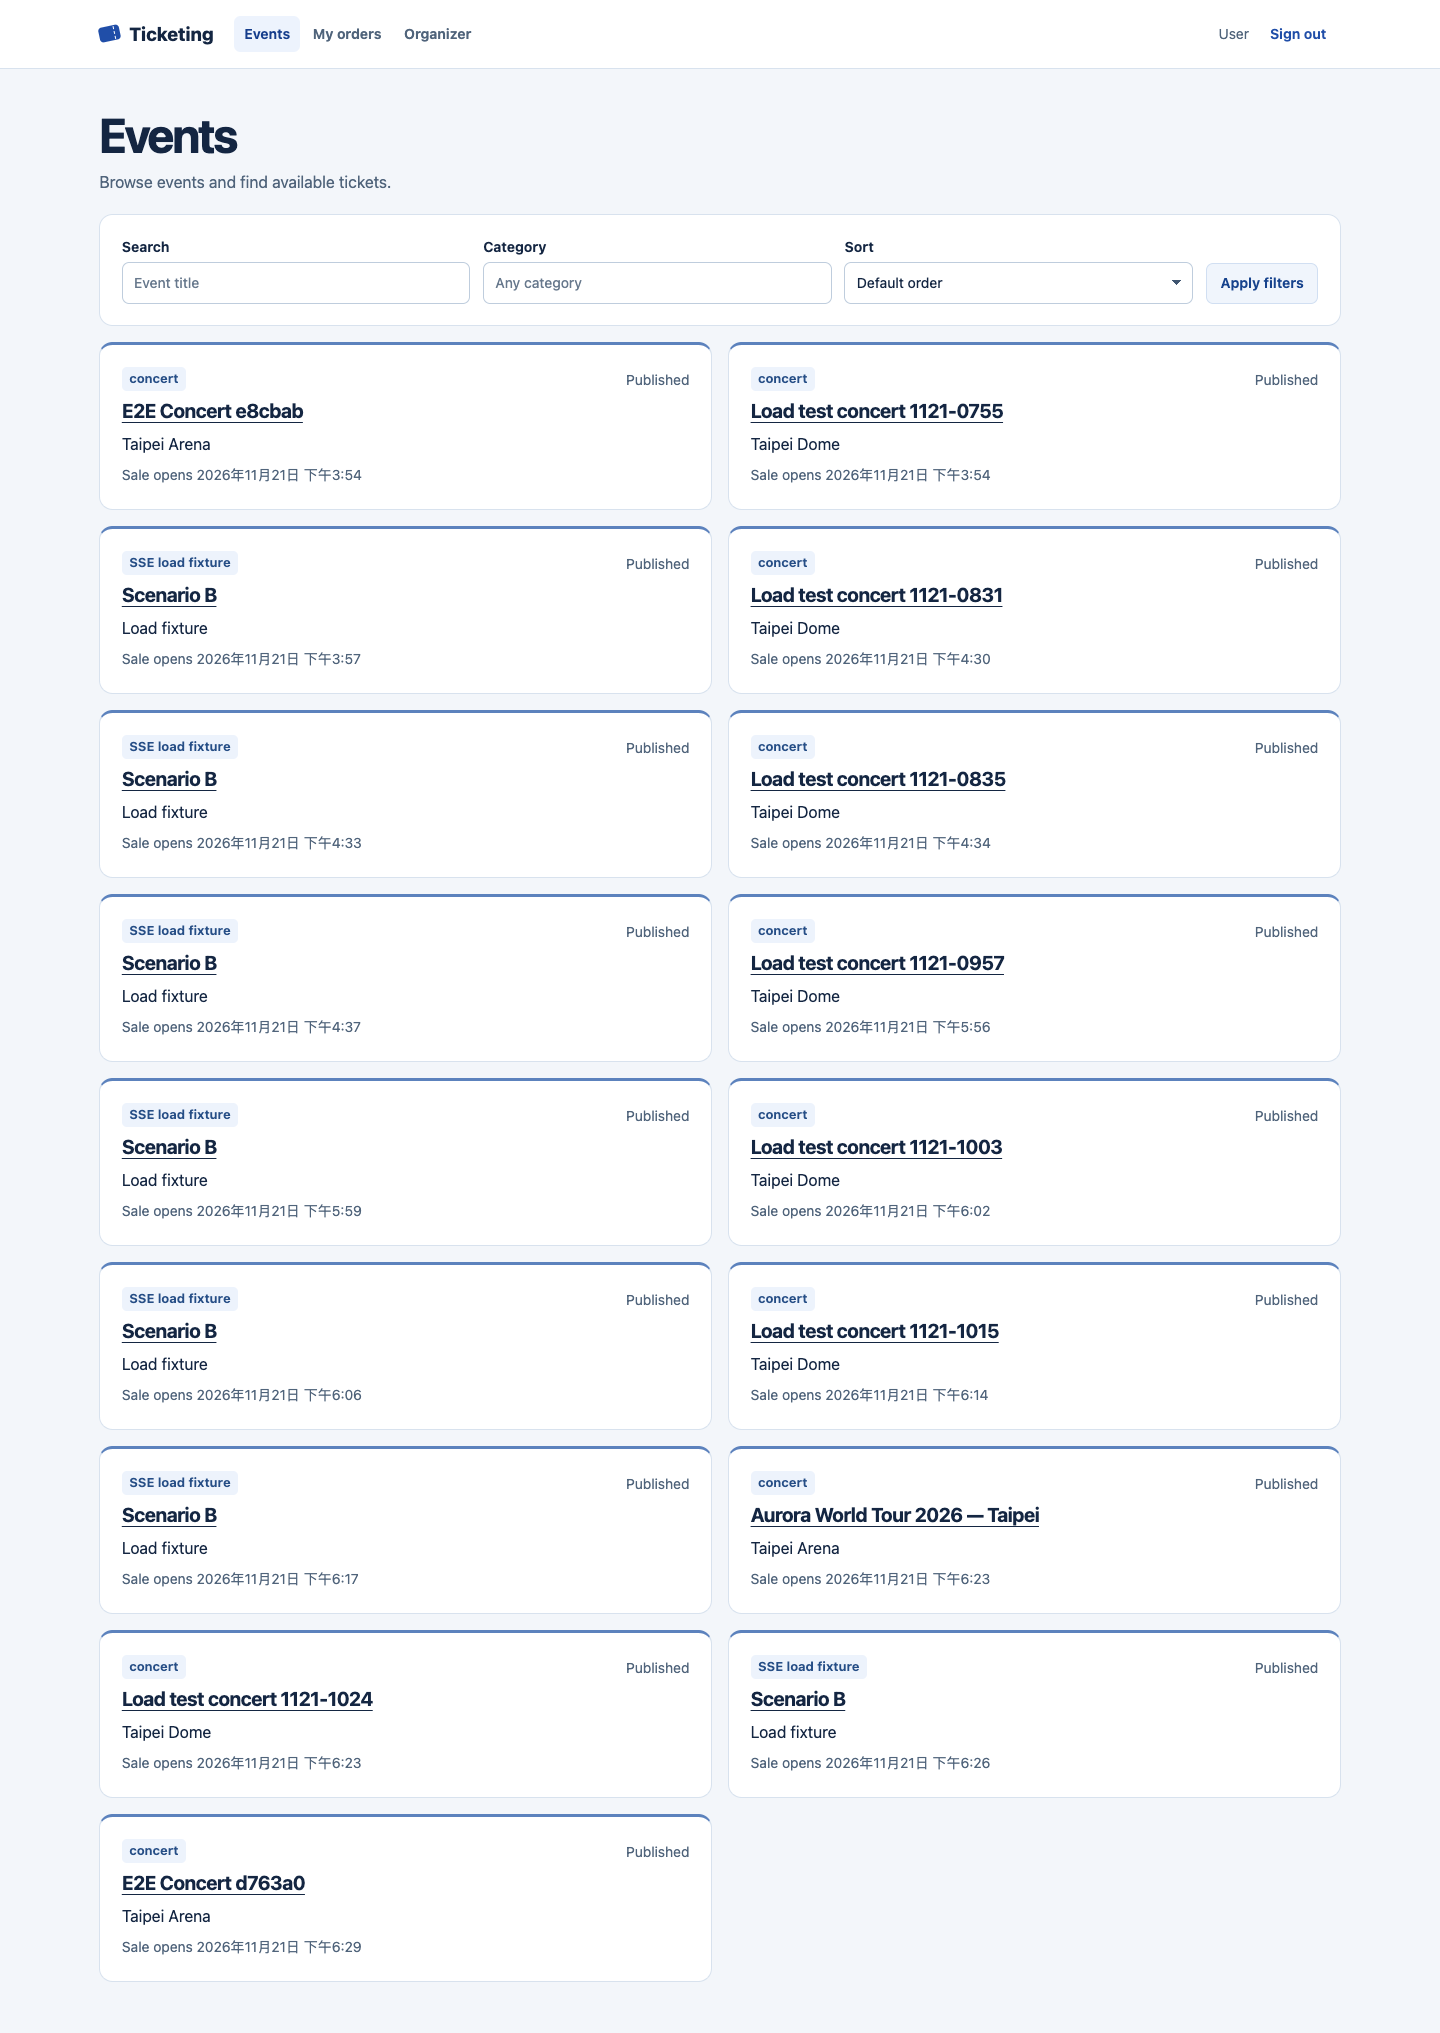 Ticketing
Events
My orders
Organizer
User
Sign out
Events
Browse events and find available tickets.
Search
Category
Sort
Event title
Any category
Default order
Apply filters
concert
Published
E2E Concert e8cbab
Taipei Arena
Sale opens 2026年11月21日 下午3:54
concert
Published
Load test concert 1121-0755
Taipei Dome
Sale opens 2026年11月21日 下午3:54
SSE load fixture
Published
Scenario B
Load fixture
Sale opens 2026年11月21日 下午3:57
concert
Published
Load test concert 1121-0831
Taipei Dome
Sale opens 2026年11月21日 下午4:30
SSE load fixture
Published
Scenario B
Load fixture
Sale opens 2026年11月21日 下午4:33
concert
Published
Load test concert 1121-0835
Taipei Dome
Sale opens 2026年11月21日 下午4:34
SSE load fixture
Published
Scenario B
Load fixture
Sale opens 2026年11月21日 下午4:37
concert
Published
Load test concert 1121-0957
Taipei Dome
Sale opens 2026年11月21日 下午5:56
SSE load fixture
Published
Scenario B
Load fixture
Sale opens 2026年11月21日 下午5:59
concert
Published
Load test concert 1121-1003
Taipei Dome
Sale opens 2026年11月21日 下午6:02
SSE load fixture
Published
Scenario B
Load fixture
Sale opens 2026年11月21日 下午6:06
concert
Published
Load test concert 1121-1015
Taipei Dome
Sale opens 2026年11月21日 下午6:14
SSE load fixture
Published
Scenario B
Load fixture
Sale opens 2026年11月21日 下午6:17
concert
Published
Aurora World Tour 2026 — Taipei
Taipei Arena
Sale opens 2026年11月21日 下午6:23
concert
Published
Load test concert 1121-1024
Taipei Dome
Sale opens 2026年11月21日 下午6:23
SSE load fixture
Published
Scenario B
Load fixture
Sale opens 2026年11月21日 下午6:26
concert
Published
E2E Concert d763a0
Taipei Arena
Sale opens 2026年11月21日 下午6:29